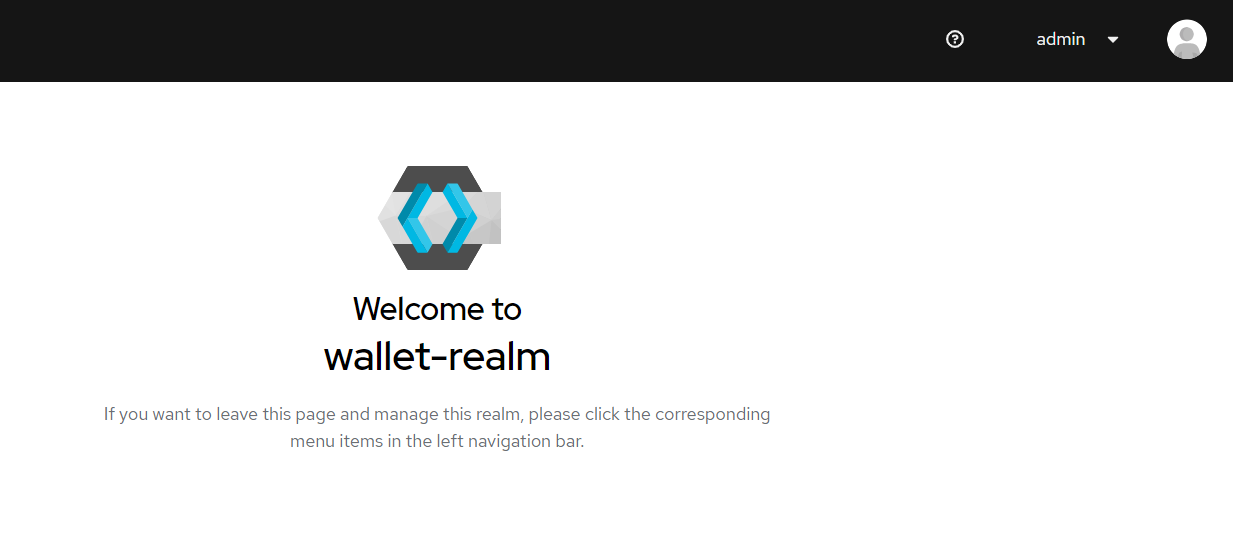 admin
Welcome to
wallet-realm
If you want to leave this page and manage this realm, please click the corresponding
menu items in the left navigation bar.